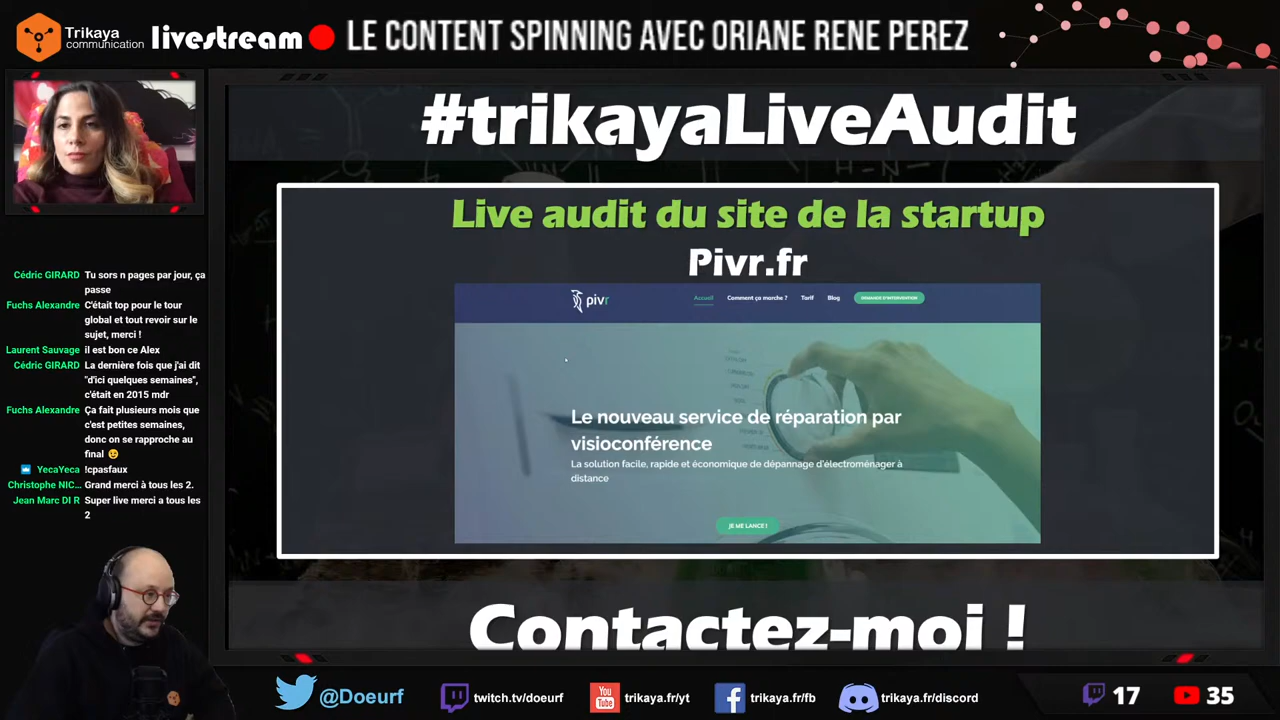 Trikaya
communication
livestream
LE CONTENT SPINNING AVEC ORIANE RENE PEREZ
#trikayaLiveAudit
Live audit du site de la startup
Pivr.fr
pivr
Accueil
Comment ça marche ?
Tarif
Blog
DEMANDE D'INTERVENTION
Le nouveau service de réparation par
visioconférence
La solution facile, rapide et économique de dépannage d'électroménager à
distance
JE ME LANCE !
Contactez-moi !
Cédric GIRARD Tu sors n pages par jour, ça
passe
Fuchs Alexandre C'était top pour le tour
global et tout revoir sur le
sujet, merci !
Laurent Sauvage il est bon ce Alex
Cédric GIRARD La dernière fois que j'ai dit
"d'ici quelques semaines",
c'était en 2015 mdr
Fuchs Alexandre Ça fait plusieurs mois que
c'est petites semaines,
donc on se rapproche au
final 😉
YecaYeca !cpasfaux
Christophe NIC... Grand merci à tous les 2.
Jean Marc DI R Super live merci a tous les
2
@Doeurf
twitch.tv/doeurf
You
Tube
trikaya.fr/yt
trikaya.fr/fb
trikaya.fr/discord
17
35